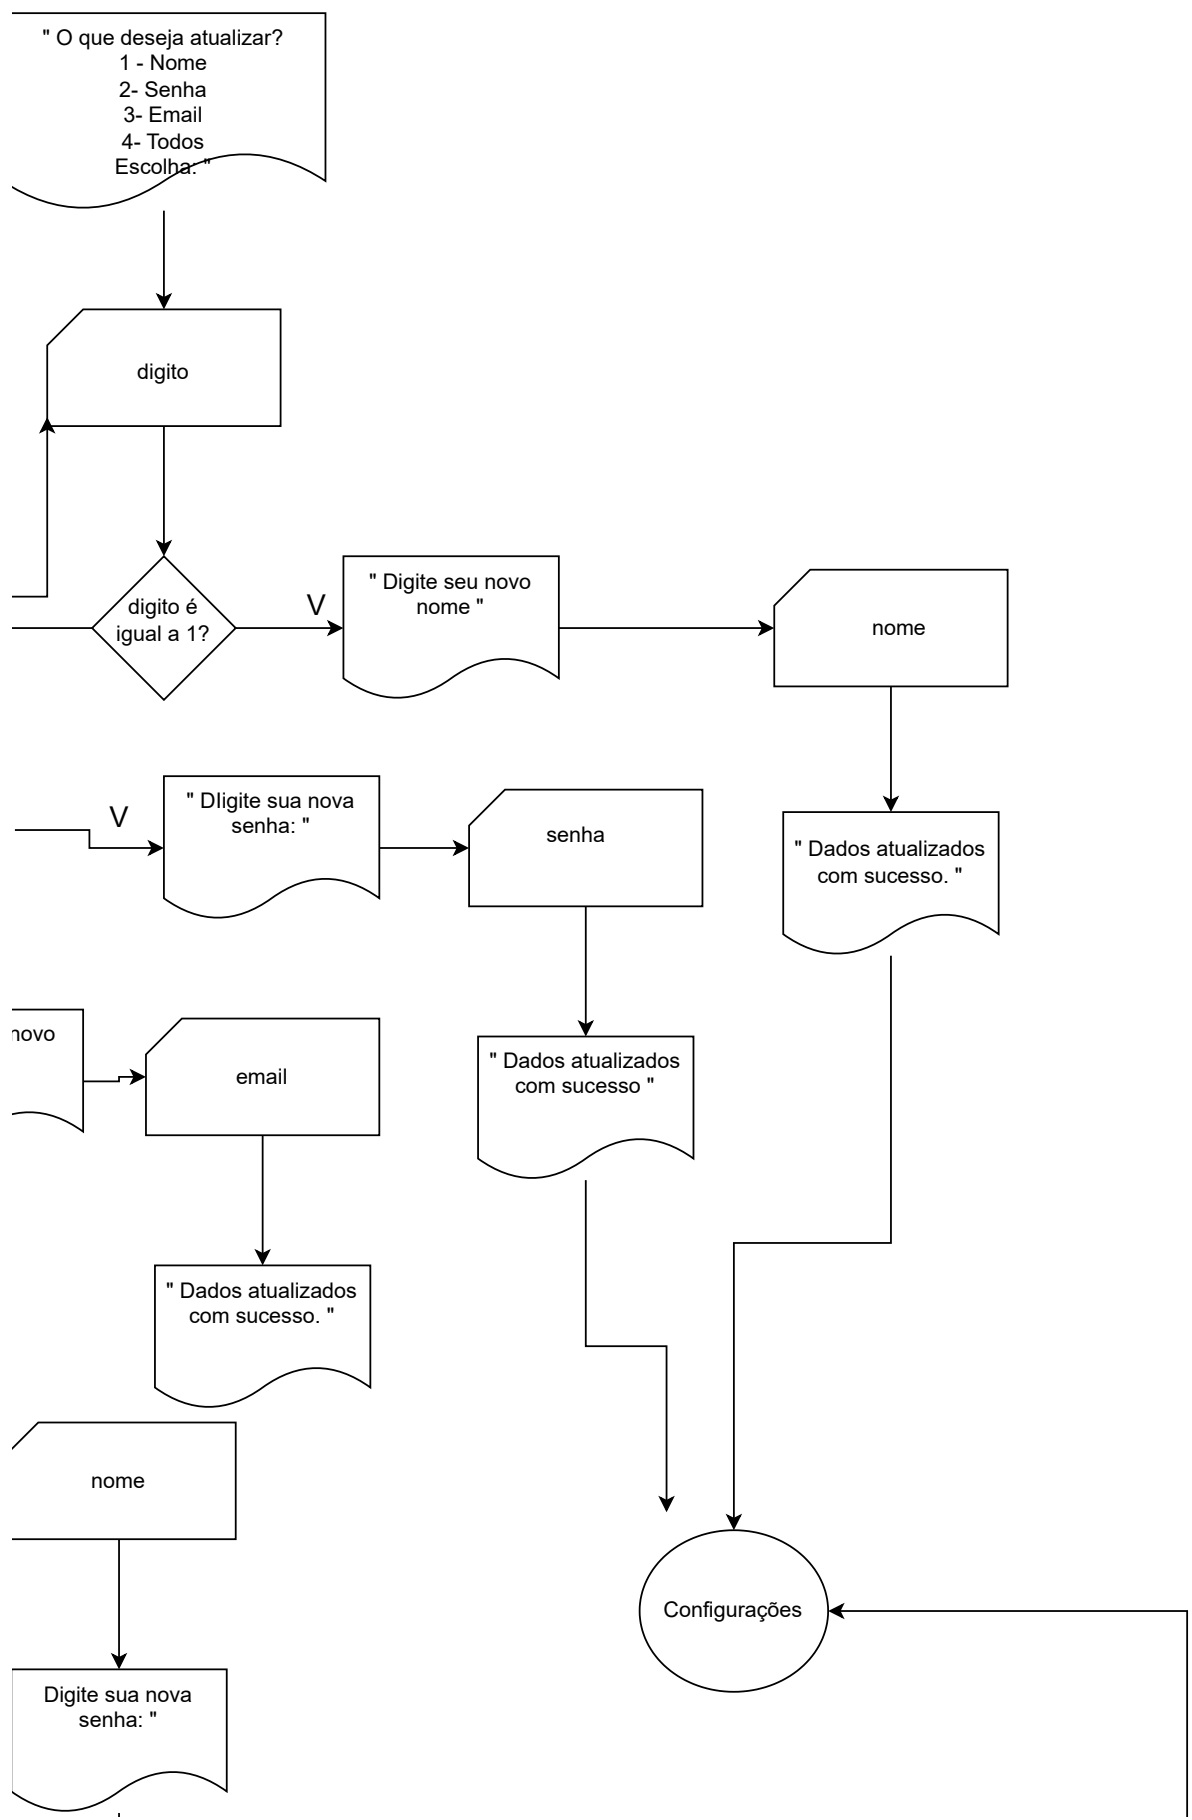 " O que deseja atualizar?
1 - Nome
2- Senha
3- Email
4- Todos
Escolha: "
digito
digito é
igual a 1?
V
" Digite seu novo
nome "
nome
V
" DIigite sua nova
senha: "
senha
" Dados atualizados
com sucesso. "
novo
email
" Dados atualizados
com sucesso "
" Dados atualizados
com sucesso. "
nome
Configurações
Digite sua nova
senha: "